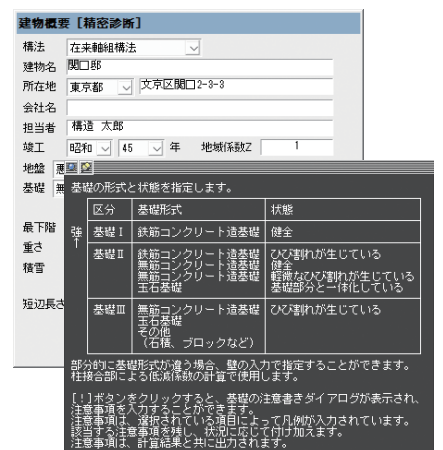 建物概要 [精密診断]
構法 在来軸組構法
建物名 関口邸
所在地 東京都 文京区関口2-3-3
会社名
担当者 構造 太郎
竣工 昭和 45 年 地域係数Z 1
地盤
基礎
最下階
重さ
積雪
短辺長さ
基礎の形式と状態を指定します。
区分 基礎形式 状態
強 基礎Ⅰ 鉄筋コンクリート造基礎 健全
↑ 基礎Ⅱ 鉄筋コンクリート造基礎 ひび割れが生じている
無筋コンクリート造基礎 健全
無筋コンクリート造基礎 軽微なひび割れが生じている
玉石基礎 基礎部分と一体化している
基礎Ⅲ 無筋コンクリート造基礎 ひび割れが生じている
玉石基礎
その他
(石積、ブロックなど)
部分的に基礎形式が違う場合、壁の入力で指定することができます。
柱接合部による低減係数の計算で使用します。
[!]ボタンをクリックすると、基礎の注意書きダイアログが表示され、
注意事項を入力することができます。
注意事項は、選択されている項目によって凡例が入力されています。
該当する注意事項を残し、状況に応じて付け加えます。
注意事項は、計算結果と共に出力されます。